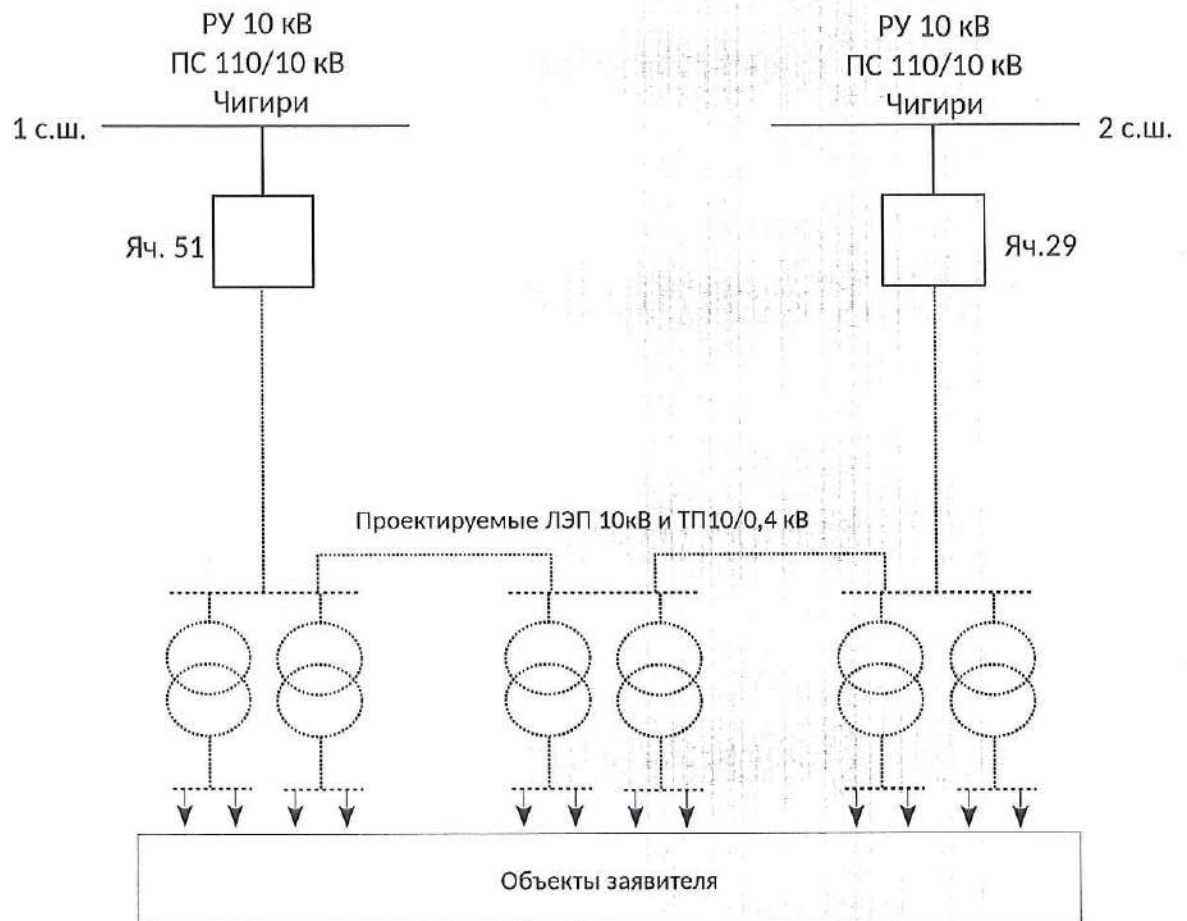 РУ 10 кВ
ПС 110/10 кВ
Чигири
1 с.ш.
Яч. 51
РУ 10 кВ
ПС 110/10 кВ
Чигири
2 с.ш.
Яч.29
Проектируемые ЛЭП 10кВ и ТП10/0,4 кВ
Объекты заявителя